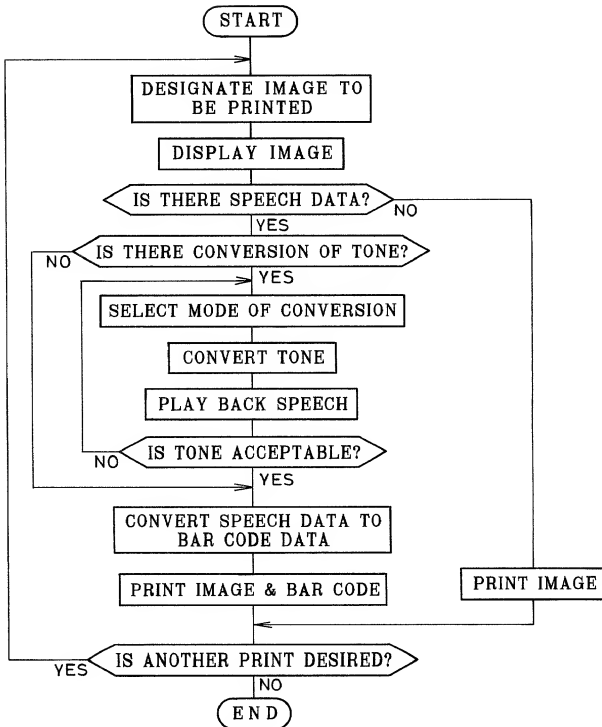 START
DESIGNATE IMAGE TO
BE PRINTED
DISPLAY IMAGE
IS THERE SPEECH DATA?
NO
YES
IS THERE CONVERSION OF TONE?
NO
YES
SELECT MODE OF CONVERSION
CONVERT TONE
PLAY BACK SPEECH
IS TONE ACCEPTABLE?
NO
YES
CONVERT SPEECH DATA TO
BAR CODE DATA
PRINT IMAGE & BAR CODE
PRINT IMAGE
IS ANOTHER PRINT DESIRED?
YES
NO
END